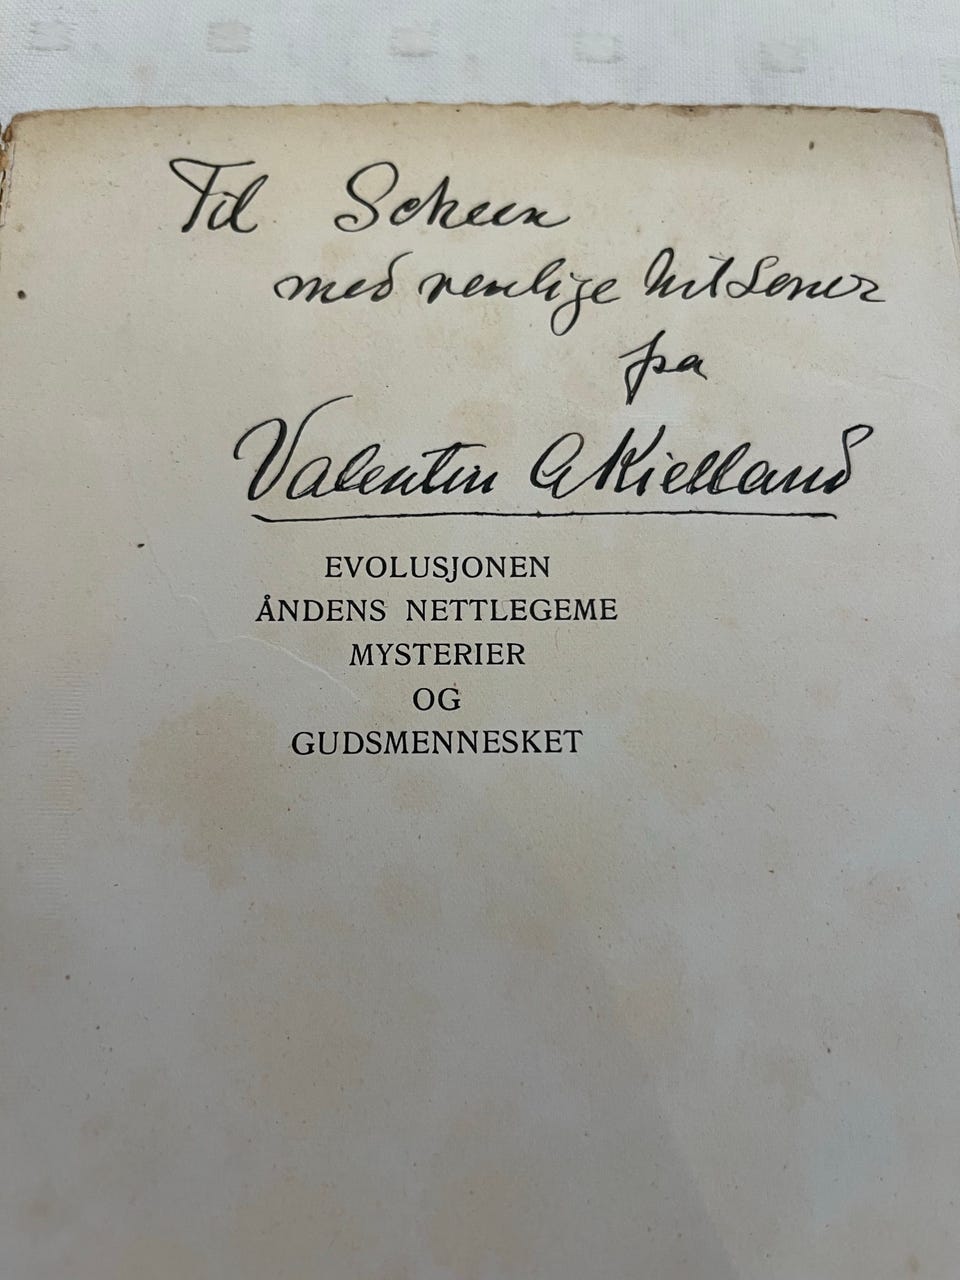 Til Scheen
med venlige hilsener
fra
Valentin A Kielland
EVOLUSJONEN
ÅNDENS NETTLEGEME
MYSTERIER
OG
GUDSMENNESKET